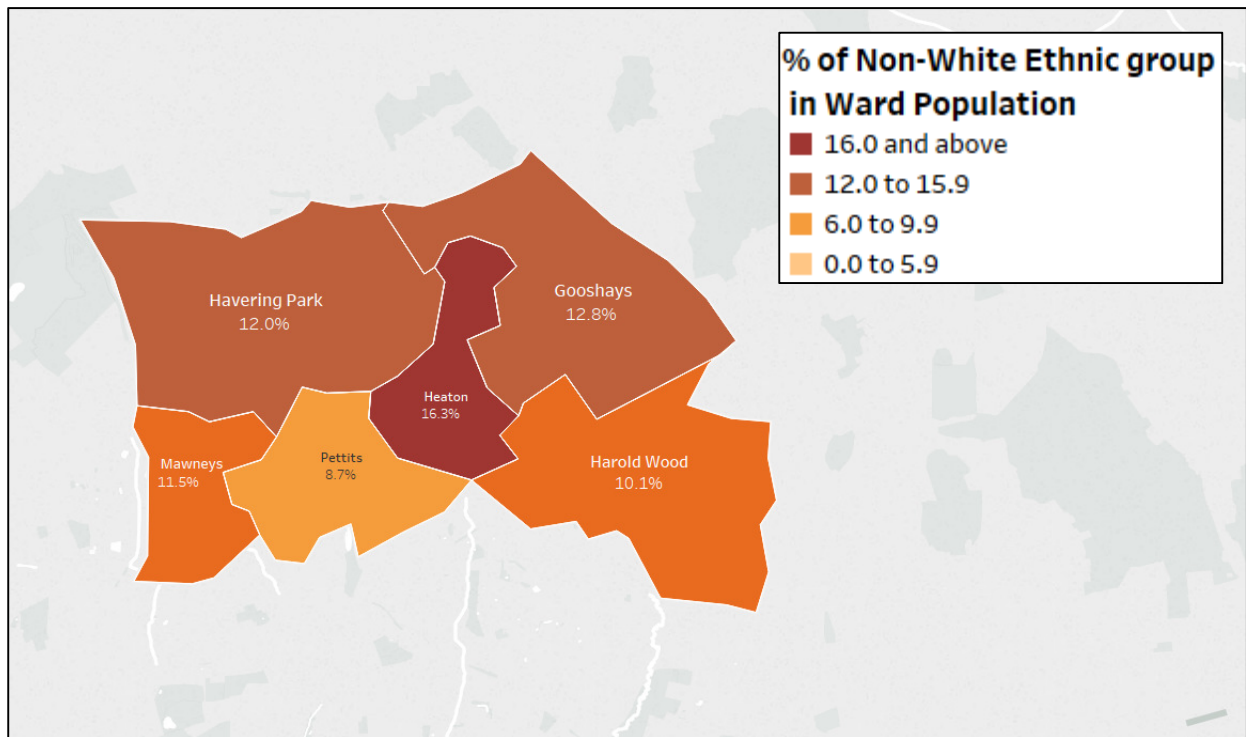 % of Non-White Ethnic group
in Ward Population
16.0 and above
12.0 to 15.9
6.0 to 9.9
0.0 to 5.9
Havering Park
12.0%
Gooshays
12.8%
Heaton
16.3%
Mawneys
11.5%
Pettits
8.7%
Harold Wood
10.1%